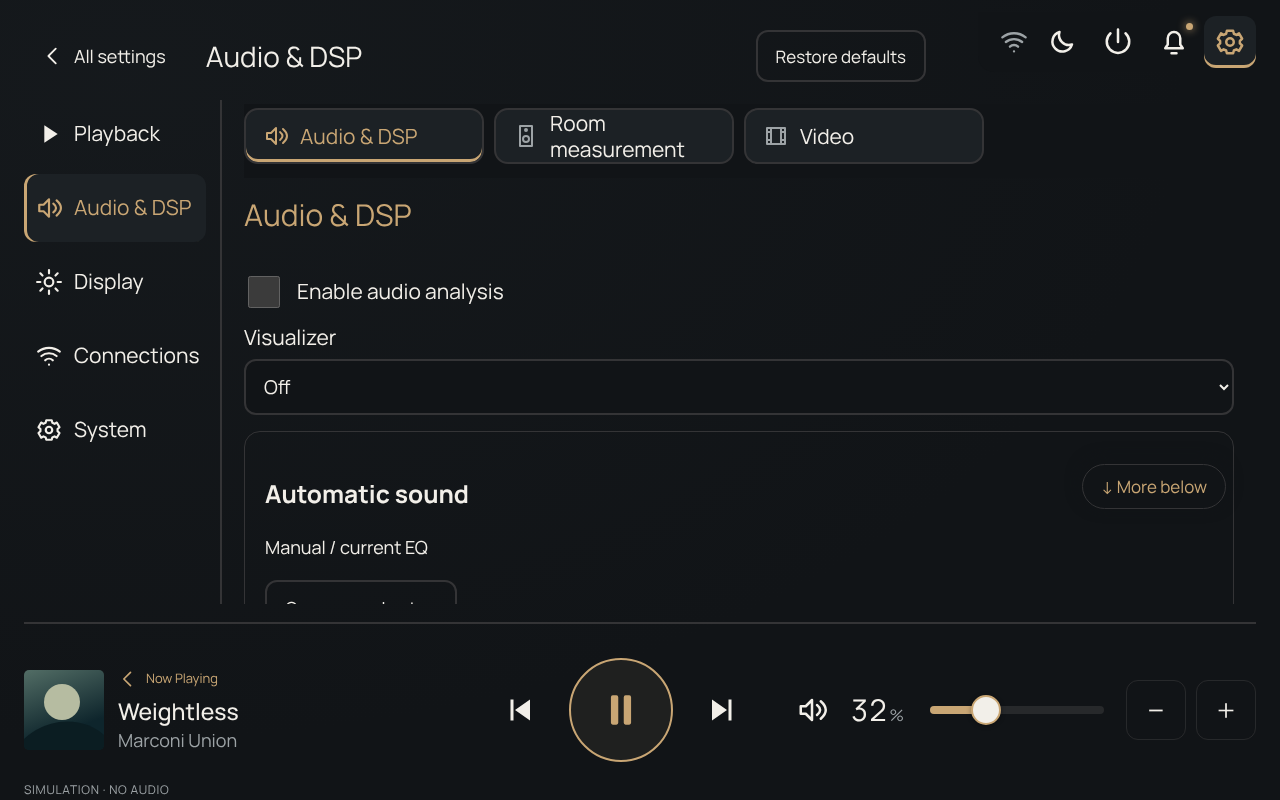 All settings
Audio & DSP
Restore defaults
Playback
Audio & DSP
Display
Connections
System
Audio & DSP
Room
measurement
Video
Audio & DSP
Enable audio analysis
Visualizer
Off
Automatic sound
↓ More below
Manual / current EQ
Now Playing
Weightless
Marconi Union
32%
SIMULATION · NO AUDIO